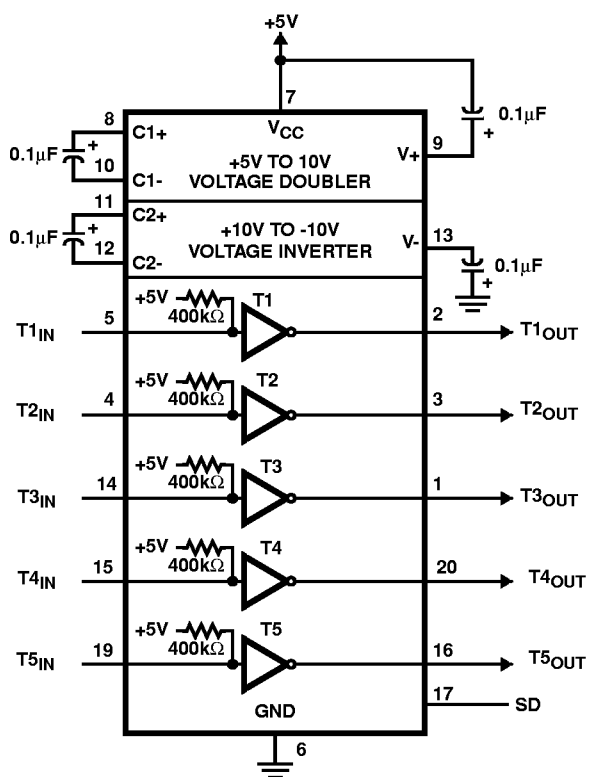 +5V
7
VCC
8
C1+
0.1µF
+
10
C1-
+5V TO 10V
VOLTAGE DOUBLER
9
V+
+
0.1µF
11
C2+
0.1µF
+
12
C2-
+10V TO -10V
VOLTAGE INVERTER
13
V-
0.1µF
+
T1IN
5
+5V
400kΩ
T1
2
T1OUT
T2IN
4
+5V
400kΩ
T2
3
T2OUT
T3IN
14
+5V
400kΩ
T3
1
T3OUT
T4IN
15
+5V
400kΩ
T4
20
T4OUT
T5IN
19
+5V
400kΩ
T5
16
T5OUT
17
SD
GND
6